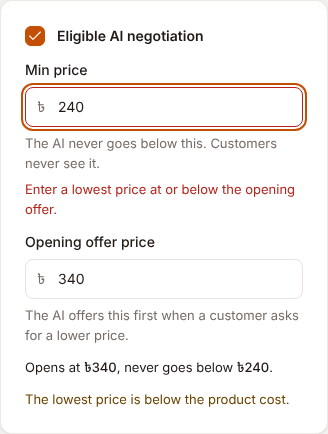 Eligible AI negotiation
Min price
৳ 240
The AI never goes below this. Customers
never see it.
Enter a lowest price at or below the opening
offer.
Opening offer price
৳ 340
The AI offers this first when a customer asks
for a lower price.
Opens at ৳340, never goes below ৳240.
The lowest price is below the product cost.